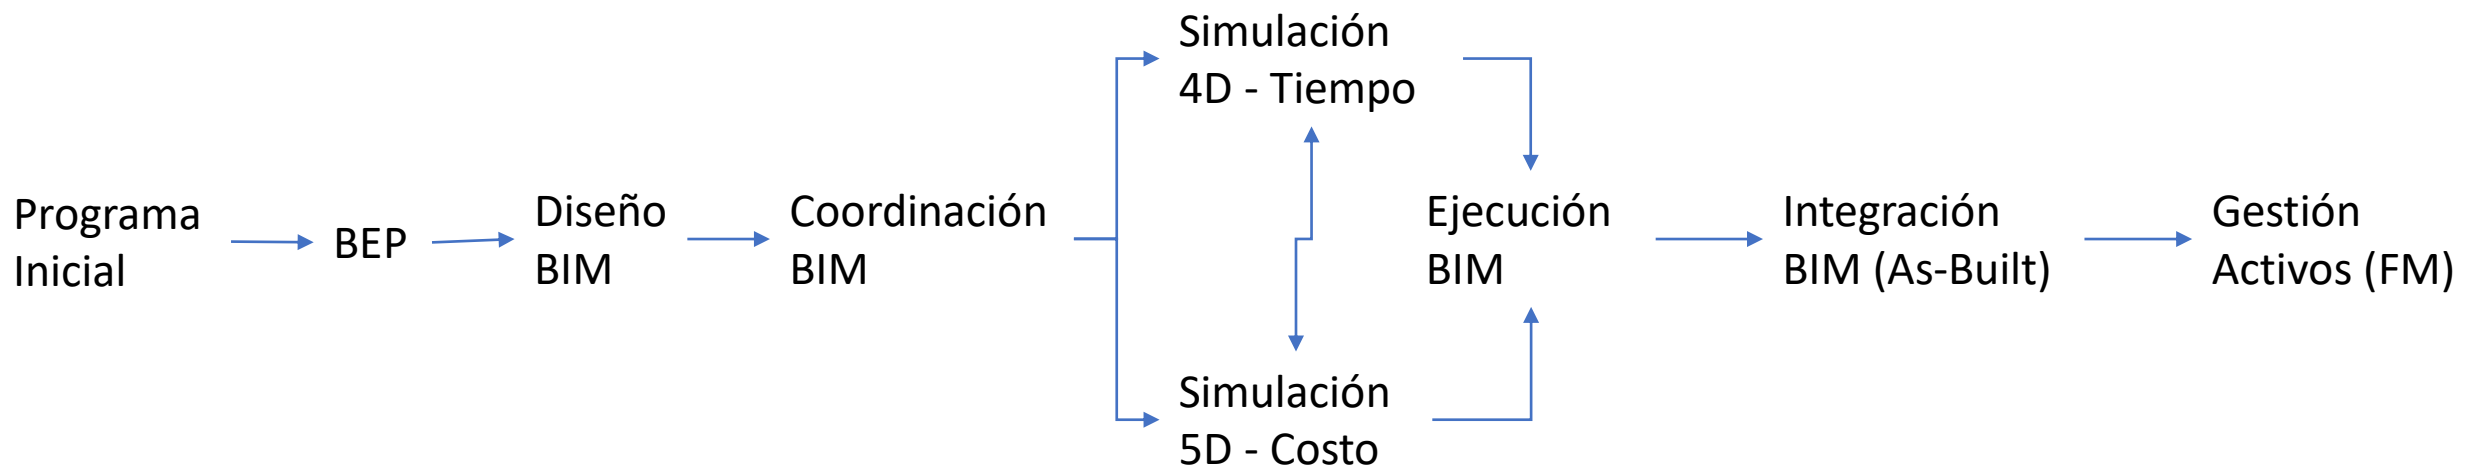 Programa
Inicial
BEP
Diseño
BIM
Coordinación
BIM
Simulación
4D - Tiempo
Simulación
5D - Costo
Ejecución
BIM
Integración
BIM (As-Built)
Gestión
Activos (FM)